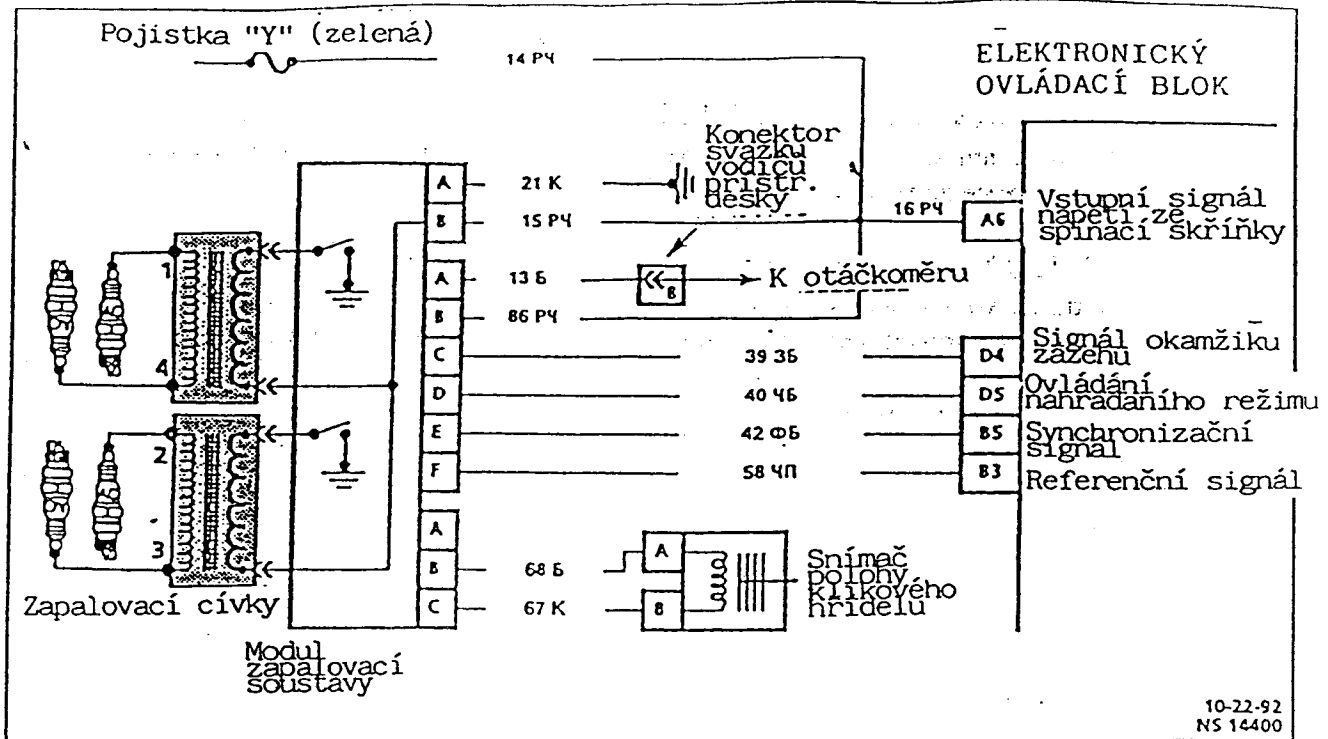 Pojistka "Y" (zelená)
14 РЧ
ELEKTRONICKÝ
OVLÁDACÍ BLOK
Konektor
svazku
vodičů
přístr.
desky
A
21 К
B
15 РЧ
16 РЧ
A6
Vstupní signál
napětí ze
spínací skříňky
A
13 Б
B
K otáčkoměru
B
86 РЧ
C
39 ЗБ
D4
Signál okamžiku
zážehu
D
40 ЧБ
D5
Ovládání
náhradaního režimu
E
42 ФБ
B5
Synchronizační
signál
F
58 ЧП
B3
Referenční signál
1
4
2
3
A
B
68 Б
A
C
67 К
B
Snímač
polohy
klikového
hřídelu
Zapalovací cívky
Modul
zapalovací
soustavy
10-22-92
NS 14400